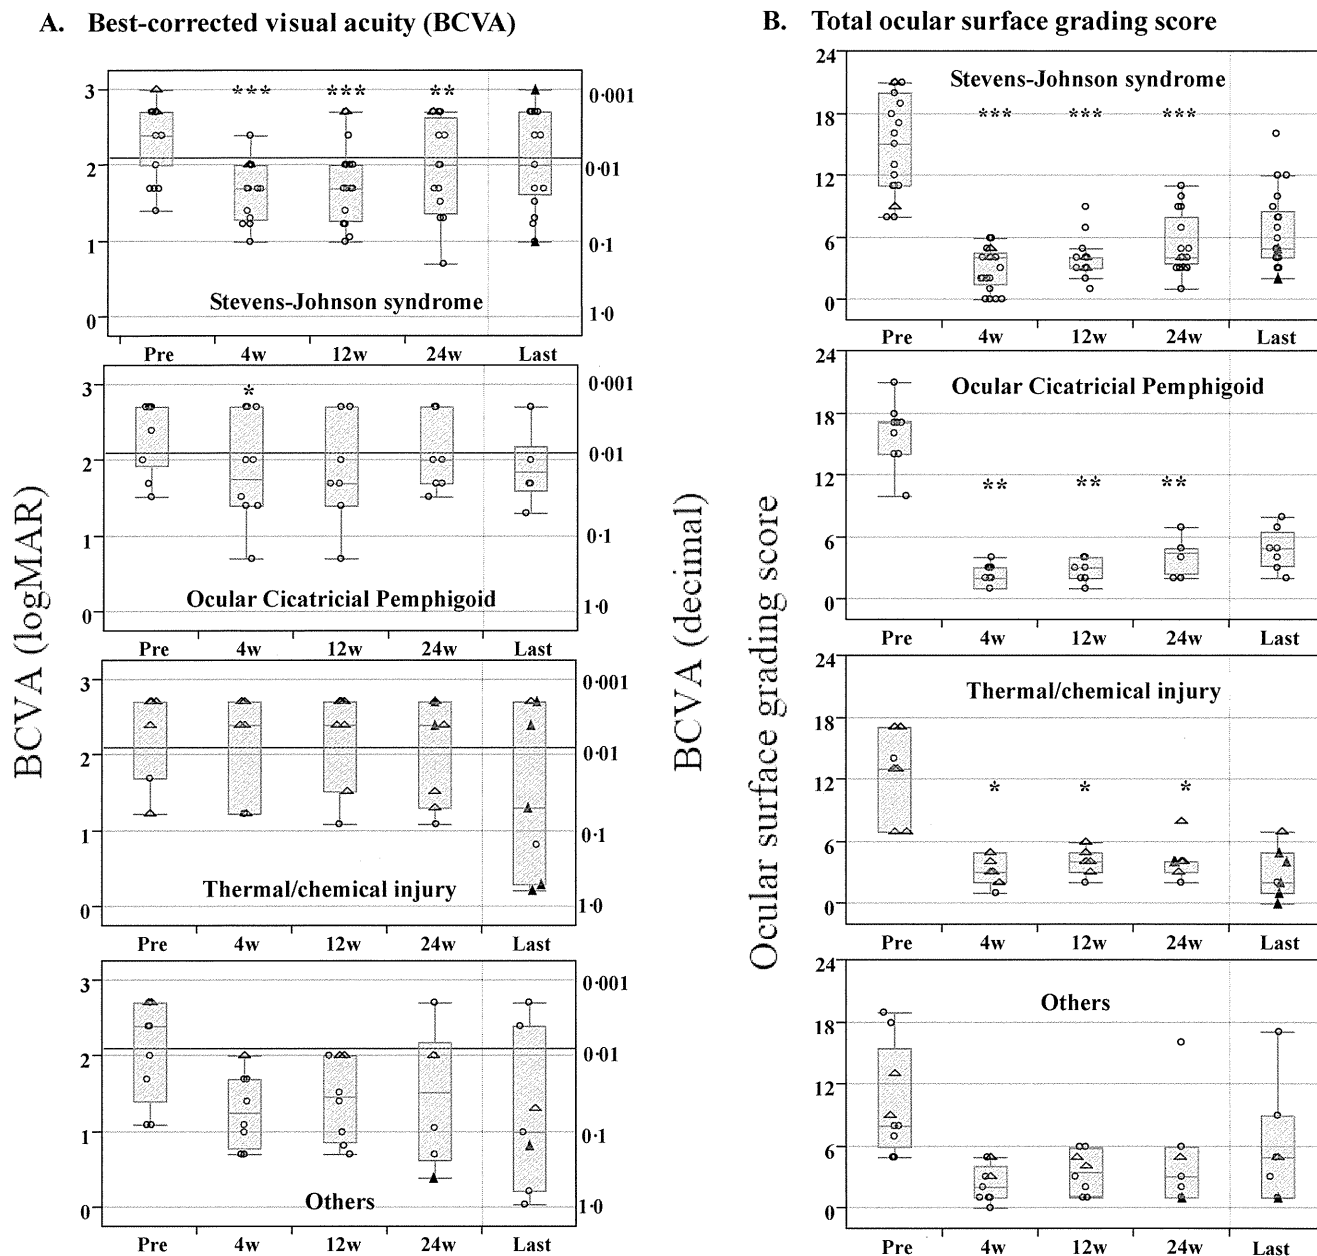 A. Best-corrected visual acuity (BCVA)
BCVA (logMAR)
BCVA (decimal)
3
2
1
0
0·001
0·01
0·1
1·0
*** *** **
Stevens-Johnson syndrome
Pre 4w 12w 24w Last
3
2
1
0
0·001
0·01
0·1
1·0
*
Ocular Cicatricial Pemphigoid
Pre 4w 12w 24w Last
3
2
1
0
0·001
0·01
0·1
1·0
Thermal/chemical injury
Pre 4w 12w 24w Last
3
2
1
0
0·001
0·01
0·1
1·0
Others
Pre 4w 12w 24w Last
B. Total ocular surface grading score
Ocular surface grading score
24
18
12
6
0
Stevens-Johnson syndrome
*** *** ***
Pre 4w 12w 24w Last
24
18
12
6
0
Ocular Cicatricial Pemphigoid
** ** **
Pre 4w 12w 24w Last
24
18
12
6
0
Thermal/chemical injury
* * *
Pre 4w 12w 24w Last
24
18
12
6
0
Others
Pre 4w 12w 24w Last